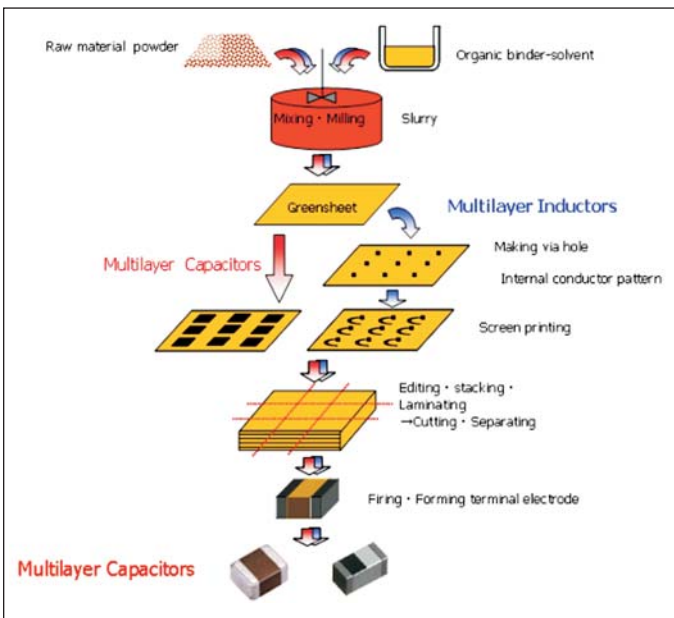 Raw material powder
Organic binder-solvent
Mixing・Milling
Slurry
Greensheet
Multilayer Inductors
Making via hole
Multilayer Capacitors
Internal conductor pattern
Screen printing
Editing・stacking・
Laminating
→Cutting・Separating
Firing・Forming terminal electrode
Multilayer Capacitors